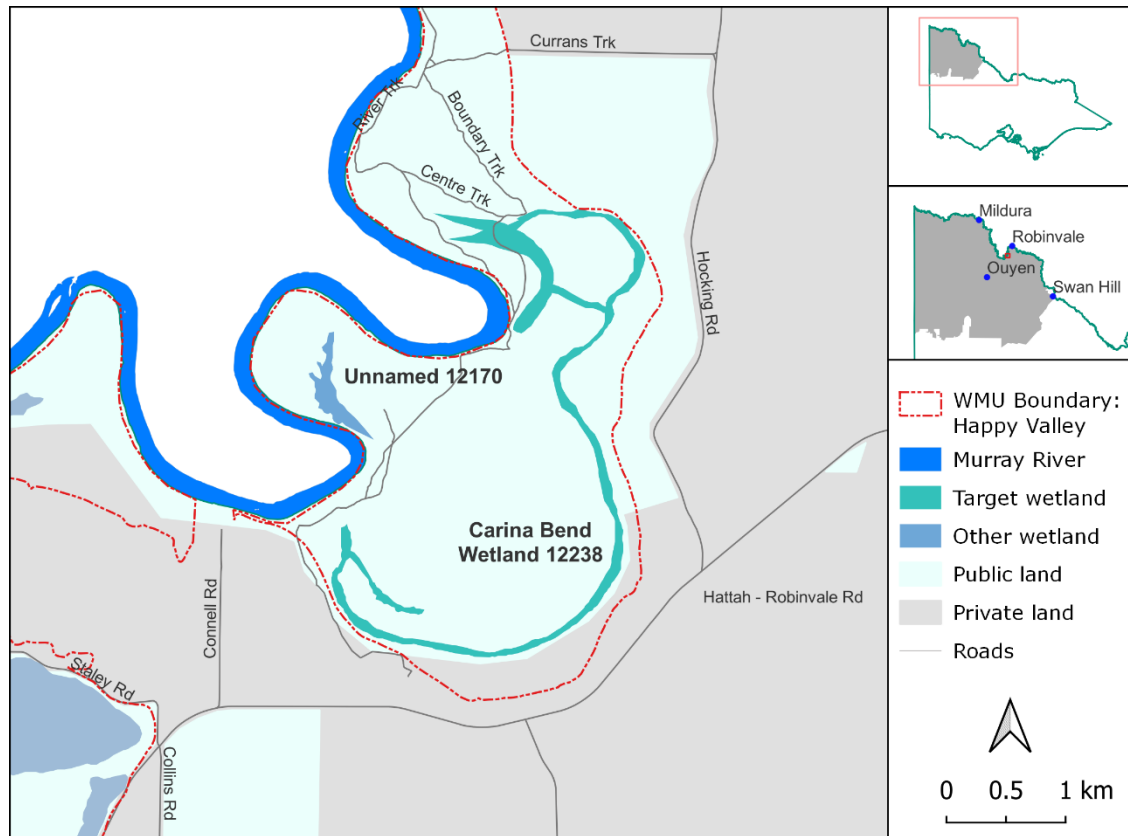 Currans Trk
River Trk
Boundary Trk
Centre Trk
Hocking Rd
Unnamed 12170
Carina Bend
Wetland 12238
Hattah - Robinvale Rd
Connell Rd
Staley Rd
Collins Rd
Mildura
Robinvale
Ouyen
Swan Hill
WMU Boundary:
Happy Valley
Murray River
Target wetland
Other wetland
Public land
Private land
Roads
0 0.5 1 km